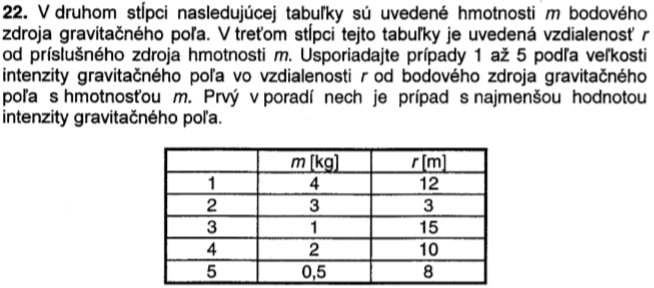 22. V druhom stĺpci nasledujúcej tabuľky sú uvedené hmotnosti m bodového
zdroja gravitačného poľa. V treťom stĺpci tejto tabuľky je uvedená vzdialenosť r
od príslušného zdroja hmotnosti m. Usporiadajte prípady 1 až 5 podľa veľkosti
intenzity gravitačného poľa vo vzdialenosti r od bodového zdroja gravitačného
poľa s hmotnosťou m. Prvý v poradí nech je prípad s najmenšou hodnotou
intenzity gravitačného poľa.
m [kg] r [m]
1 4 12
2 3 3
3 1 15
4 2 10
5 0,5 8